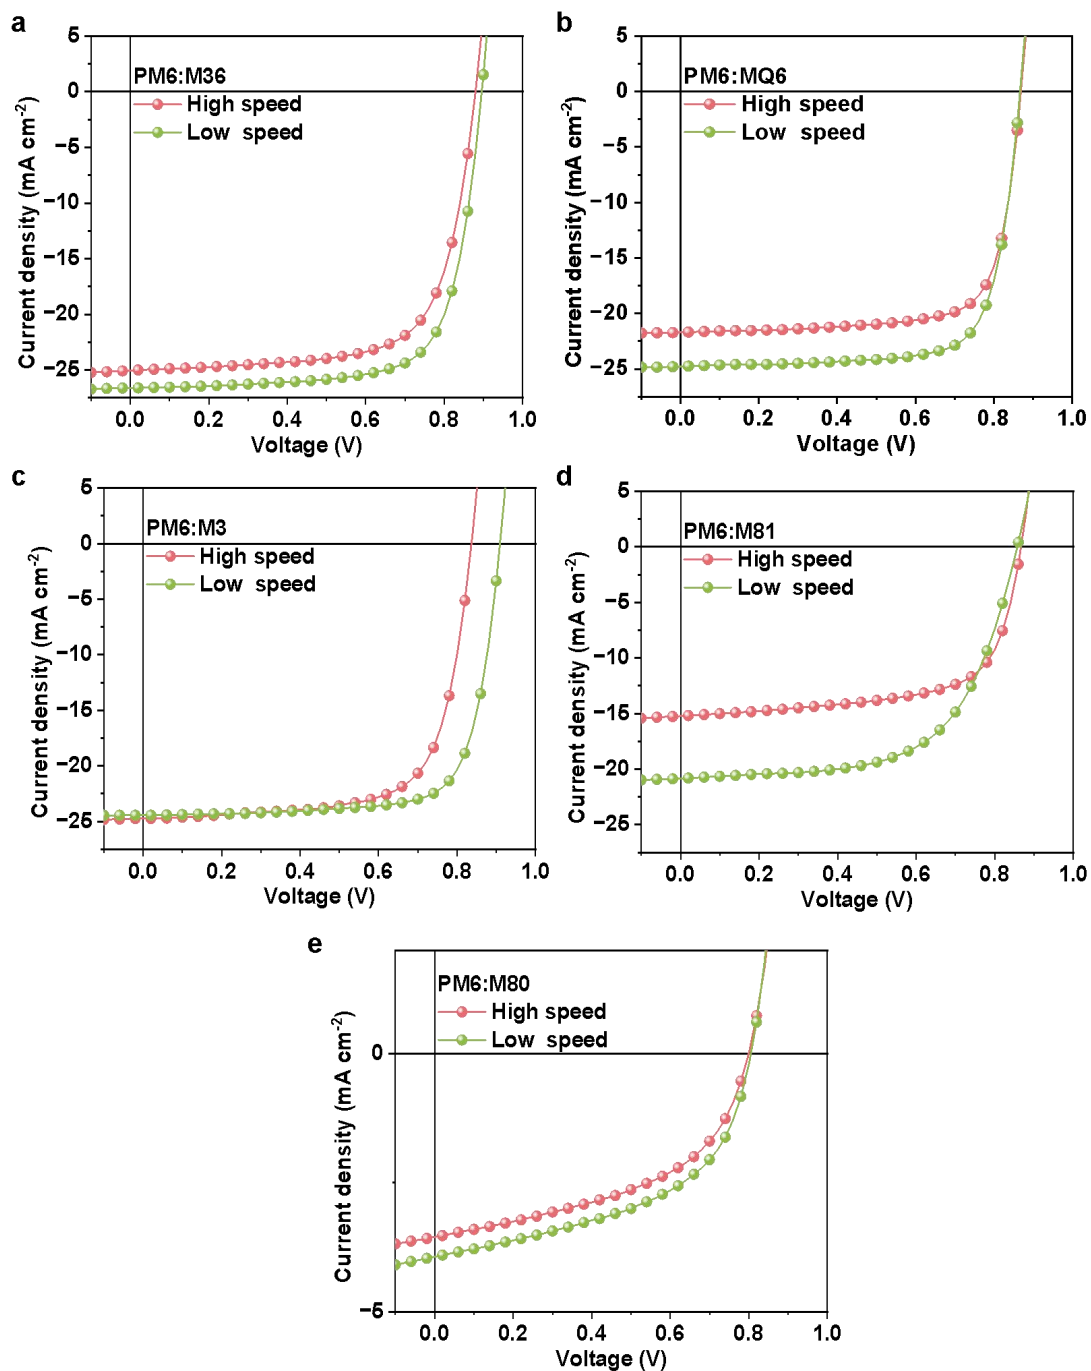 a
PM6:M36
High speed
Low speed
5
0
−5
−10
−15
−20
−25
0.0 0.2 0.4 0.6 0.8 1.0
Voltage (V)
Current density (mA cm-2)
b
PM6:MQ6
High speed
Low speed
5
0
−5
−10
−15
−20
−25
0.0 0.2 0.4 0.6 0.8 1.0
Voltage (V)
Current density (mA cm-2)
c
PM6:M3
High speed
Low speed
5
0
−5
−10
−15
−20
−25
0.0 0.2 0.4 0.6 0.8 1.0
Voltage (V)
Current density (mA cm-2)
d
PM6:M81
High speed
Low speed
5
0
−5
−10
−15
−20
−25
0.0 0.2 0.4 0.6 0.8 1.0
Voltage (V)
Current density (mA cm-2)
e
PM6:M80
High speed
Low speed
0
−5
0.0 0.2 0.4 0.6 0.8 1.0
Voltage (V)
Current density (mA cm-2)